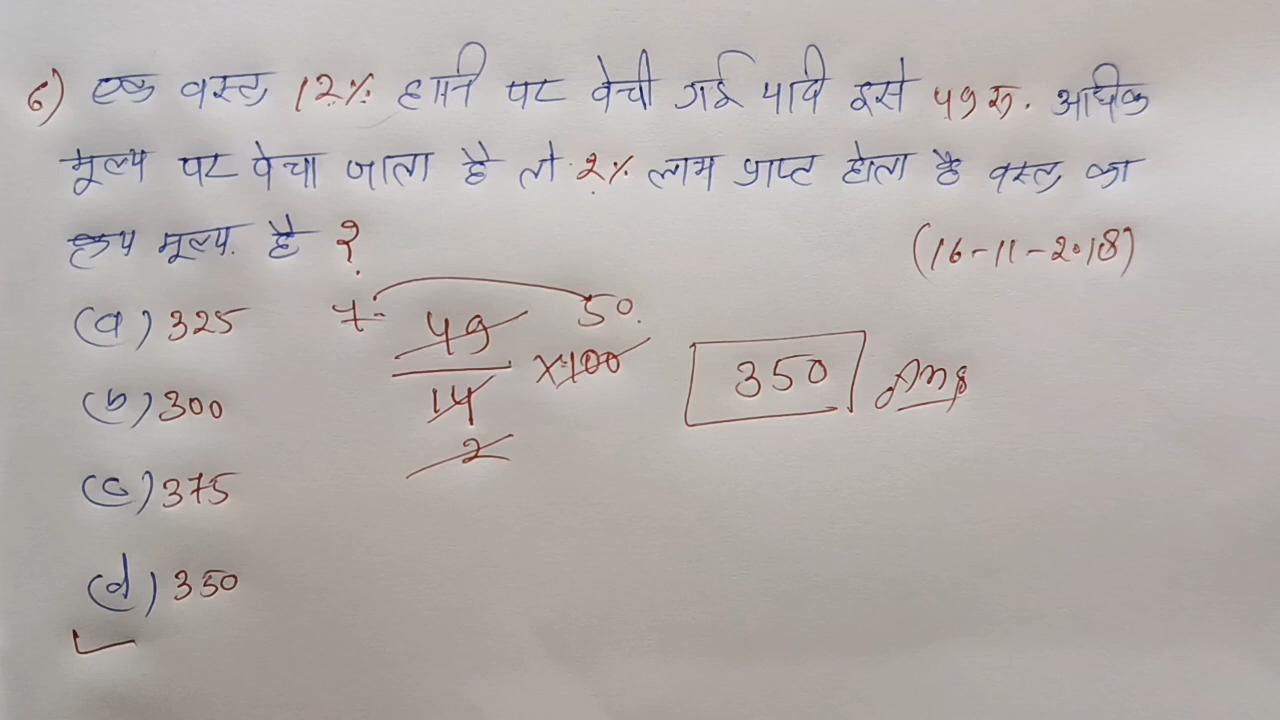 6) एक वस्तु 12% हानि पर बेची गई यदि इसे 49 रु. अधिक
मूल्य पर बेचा जाता है तो 2% लाभ प्राप्त होता है वस्तु का
क्रय मूल्य है ?
(16-11-2018)
(a) 325
(b) 300
(c) 375
(d) 350
7
49
50
14
×100
2
350 Ans